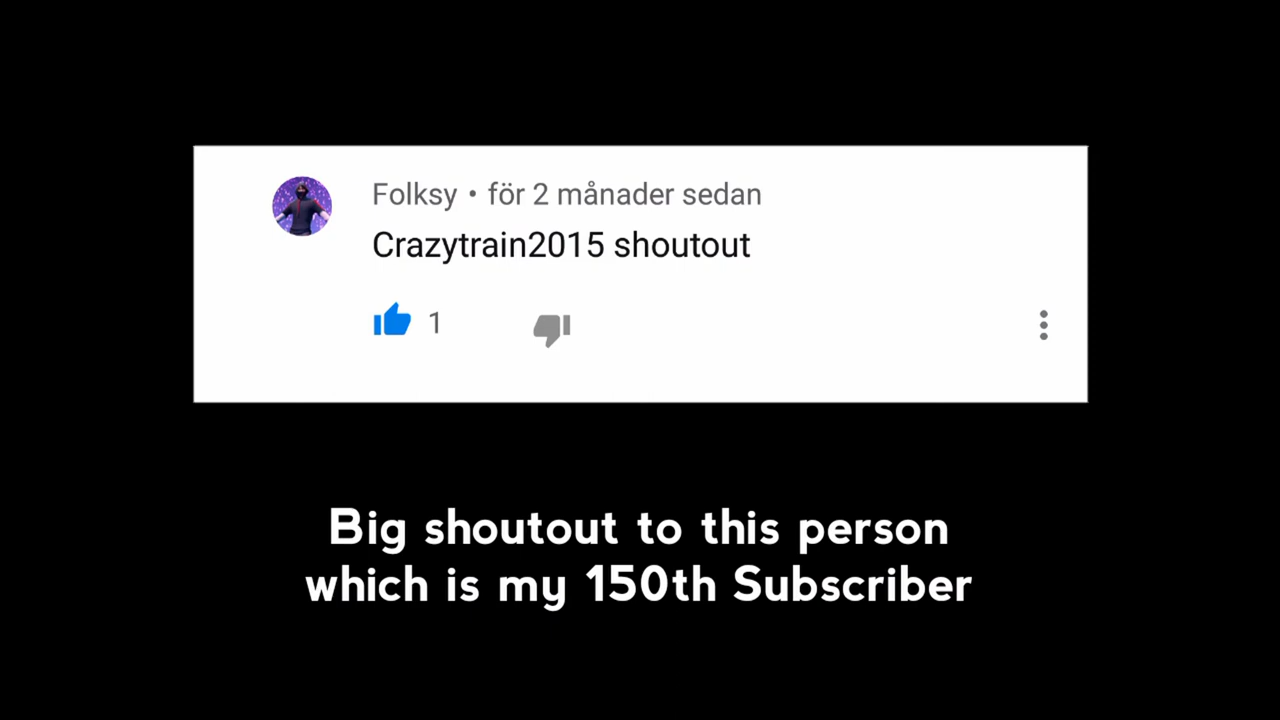 Folksy • för 2 månader sedan
Crazytrain2015 shoutout
1
Big shoutout to this person
which is my 150th Subscriber